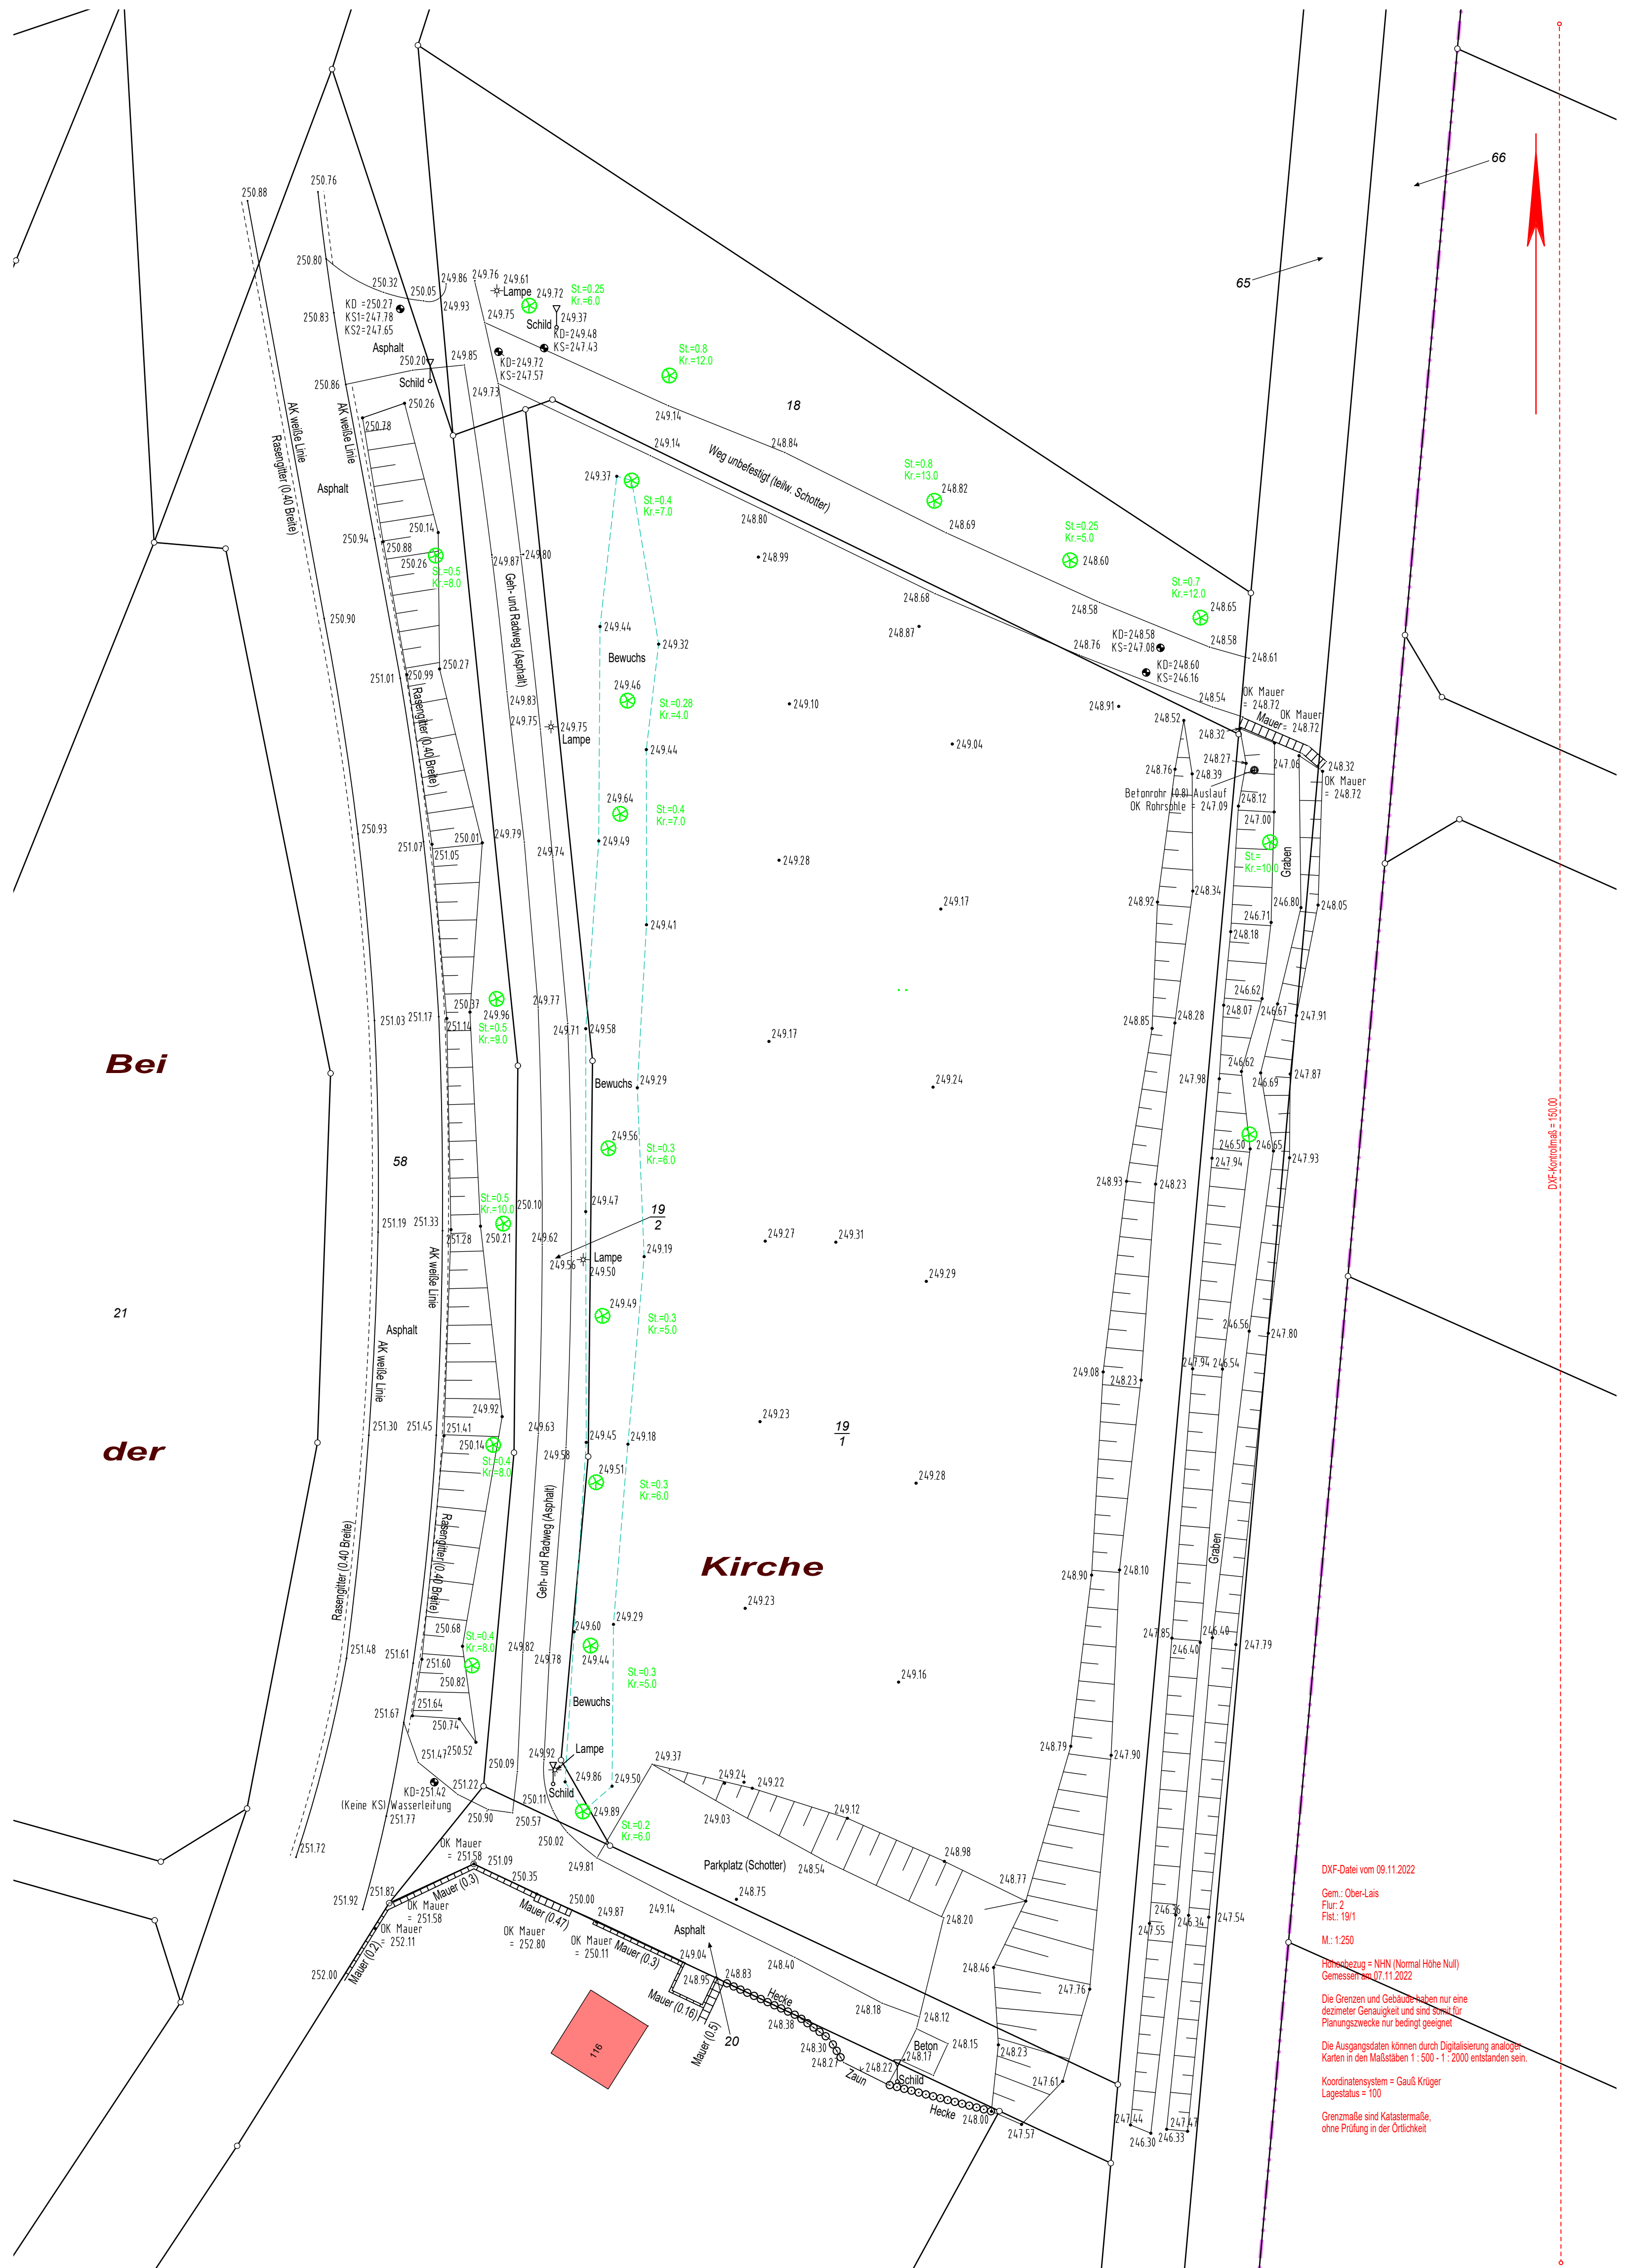 66
65
250.88
250.76
250.80
250.32
250.05
249.86
249.76
249.61
Lampe
249.72
St.=0.25
Kr.=6.0
249.93
249.75
249.37
Schild
KD =250.27
KS1=247.78
KS2=247.65
250.83
Asphalt
KD=249.48
KS=247.43
KD=249.72
KS=247.57
St.=0.8
Kr.=12.0
250.20
249.85
Schild
250.86
249.73
250.26
250.78
18
249.14
249.14
248.84
AK weiße Linie
AK weiße Linie
Rasengitter (0.40 Breite)
Weg unbefestigt (teilw. Schotter)
Asphalt
249.37
St.=0.4
Kr.=7.0
St.=0.8
Kr.=13.0
248.82
248.80
248.69
St.=0.25
Kr.=5.0
248.60
250.94
250.88
250.14
250.26
St.=0.5
Kr.=8.0
249.87
249.80
248.99
Geh- und Radweg (Asphalt)
248.68
248.58
St.=0.7
Kr.=12.0
248.65
248.58
248.61
250.90
249.44
249.32
Bewuchs
248.87
248.76
KD=248.58
KS=247.08
KD=248.60
KS=246.16
250.27
251.01
250.99
249.46
St.=0.28
Kr.=4.0
249.83
249.75
249.75
Lampe
249.10
248.91
248.54
248.52
OK Mauer
= 248.72
Mauer
OK Mauer
= 248.72
248.32
Rasengitter (0.40 Breite)
249.44
249.04
248.76
248.39
248.27
247.06
248.32
OK Mauer
= 248.72
Betonrohr (0.8) Auslauf
OK Rohrsohle = 247.09
248.12
247.00
249.64
St.=0.4
Kr.=7.0
250.93
251.07
251.05
250.01
249.79
249.74
249.49
249.28
St.=
Kr.=10.0
Graben
248.92
248.34
249.17
246.80
248.05
246.71
248.18
249.41
250.37
249.96
St.=0.5
Kr.=9.0
251.03
251.17
251.14
249.77
249.71
249.58
249.17
248.85
248.28
246.62
248.07
246.67
247.91
Bei
Bewuchs
249.29
249.24
247.98
246.62
246.69
247.87
DXF-Kontrollmaß = 150.00
58
249.56
St.=0.3
Kr.=6.0
246.50
246.65
247.94
247.93
248.93
248.23
St.=0.5
Kr.=10.0
250.10
249.47
19
2
251.19
251.33
251.28
250.21
249.62
249.56
Lampe
249.50
249.19
249.27
249.31
249.29
21
AK weiße Linie
Asphalt
AK weiße Linie
249.49
St.=0.3
Kr.=5.0
246.56
247.80
249.08
248.23
247.94
246.54
249.92
251.30
251.45
251.41
250.14
St.=0.4
Kr.=8.0
249.63
249.58
249.45
249.18
249.23
19
1
der
249.51
St.=0.3
Kr.=6.0
249.28
Rasengitter (0.40 Breite)
Rasengitter (0.40 Breite)
Geh- und Radweg (Asphalt)
Kirche
Graben
248.90
248.10
249.23
249.29
249.60
250.68
St.=0.4
Kr.=8.0
249.82
249.78
249.44
251.48
251.61
251.60
250.82
St.=0.3
Kr.=5.0
249.16
247.85
246.40
246.40
247.79
251.64
251.67
250.74
250.52
Bewuchs
251.47
250.09
249.92
Lampe
249.37
248.79
247.90
KD=251.42
(Keine KS) Wasserleitung
251.22
Schild
249.86
249.50
249.24
249.22
251.77
250.90
250.57
250.11
249.89
St.=0.2
Kr.=6.0
249.03
249.12
250.02
251.72
OK Mauer
= 251.58
251.09
249.81
Parkplatz (Schotter)
248.54
248.98
248.77
251.92
251.82
Mauer (0.3)
OK Mauer
= 251.58
250.35
Mauer (0.47)
250.00
249.87
249.14
248.75
248.20
OK Mauer
= 252.11
OK Mauer
= 252.80
OK Mauer
= 250.11
Mauer (0.3)
Asphalt
249.04
252.00
Mauer (0.2)
248.95
248.83
248.40
248.46
247.76
246.36
247.55
246.34
247.54
Mauer (0.16)
Mauer (0.5)
Hecke
248.38
248.18
248.12
20
116
248.30
248.27
Zaun
248.22
248.17
Beton
248.15
Schild
248.23
247.61
Hecke
248.00
247.57
247.44
246.30
246.33
247.47
DXF-Datei vom 09.11.2022
Gem.: Ober-Lais
Flur: 2
Flst.: 19/1
M.: 1:250
Höhenbezug = NHN (Normal Höhe Null)
Gemessen am 07.11.2022
Die Grenzen und Gebäude haben nur eine
dezimeter Genauigkeit und sind somit für
Planungszwecke nur bedingt geeignet
Die Ausgangsdaten können durch Digitalisierung analoger
Karten in den Maßstäben 1 : 500 - 1 : 2000 entstanden sein.
Koordinatensystem = Gauß Krüger
Lagestatus = 100
Grenzmaße sind Katastermaße,
ohne Prüfung in der Örtlichkeit